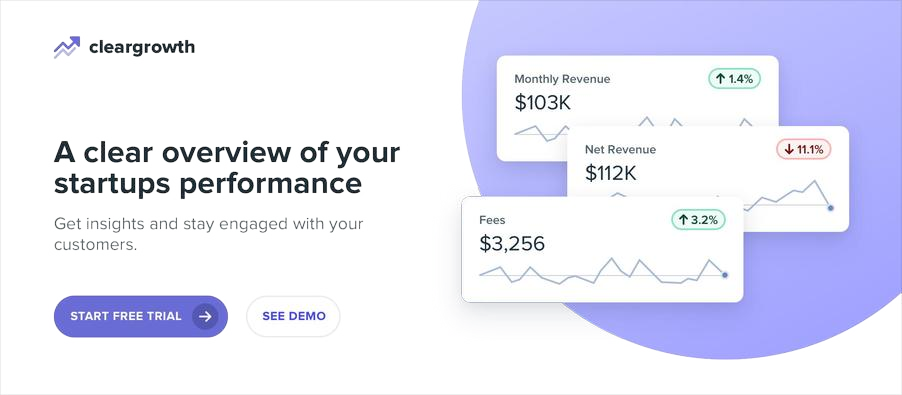 cleargrowth
A clear overview of your
startups performance
Get insights and stay engaged with your
customers.
START FREE TRIAL
SEE DEMO
Monthly Revenue
1.4%
$103K
Net Revenue
11.1%
$112K
Fees
3.2%
$3,256